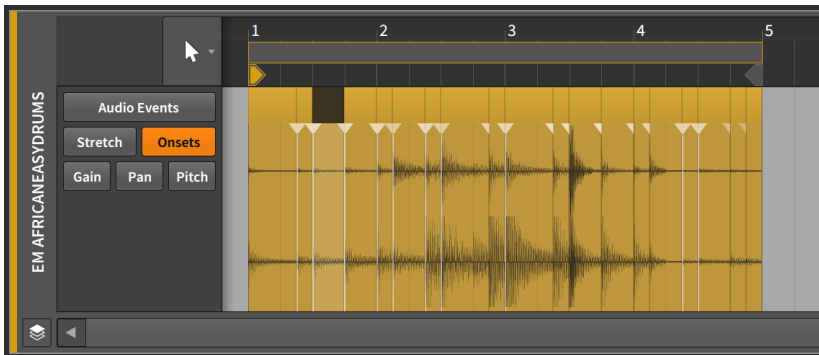 1 2 3 4 5
EM AFRICANEASYDRUMS
Audio Events
Stretch Onsets
Gain Pan Pitch